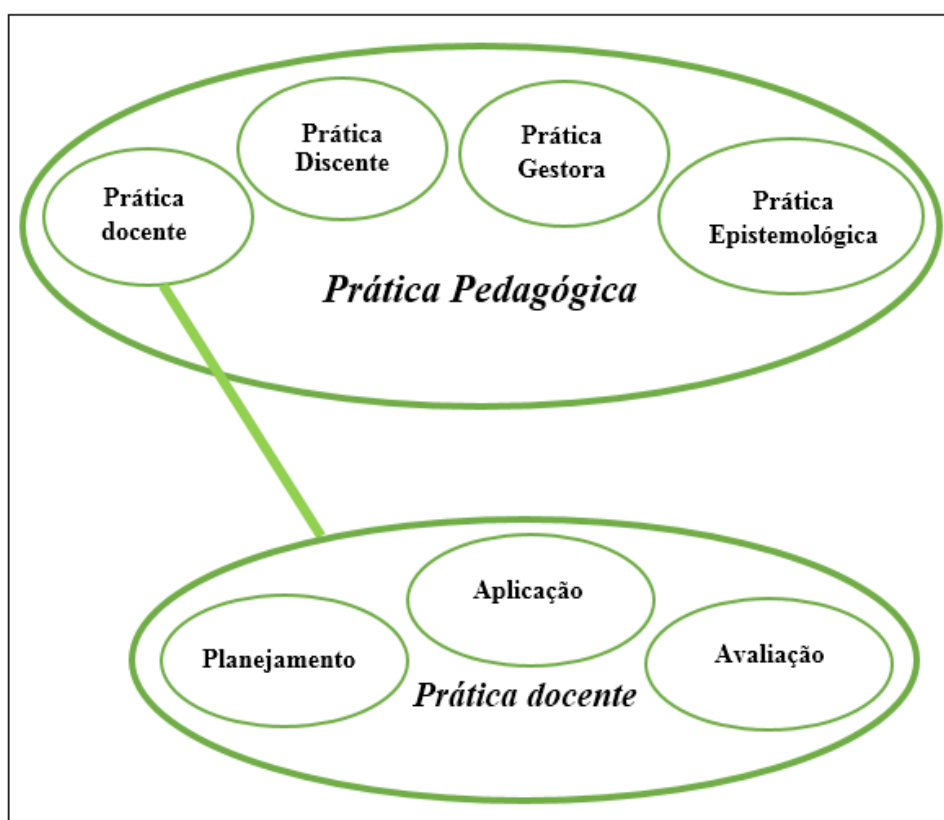 Prática
docente
Prática
Discente
Prática
Gestora
Prática
Epistemológica
Prática Pedagógica
Planejamento
Aplicação
Avaliação
Prática docente